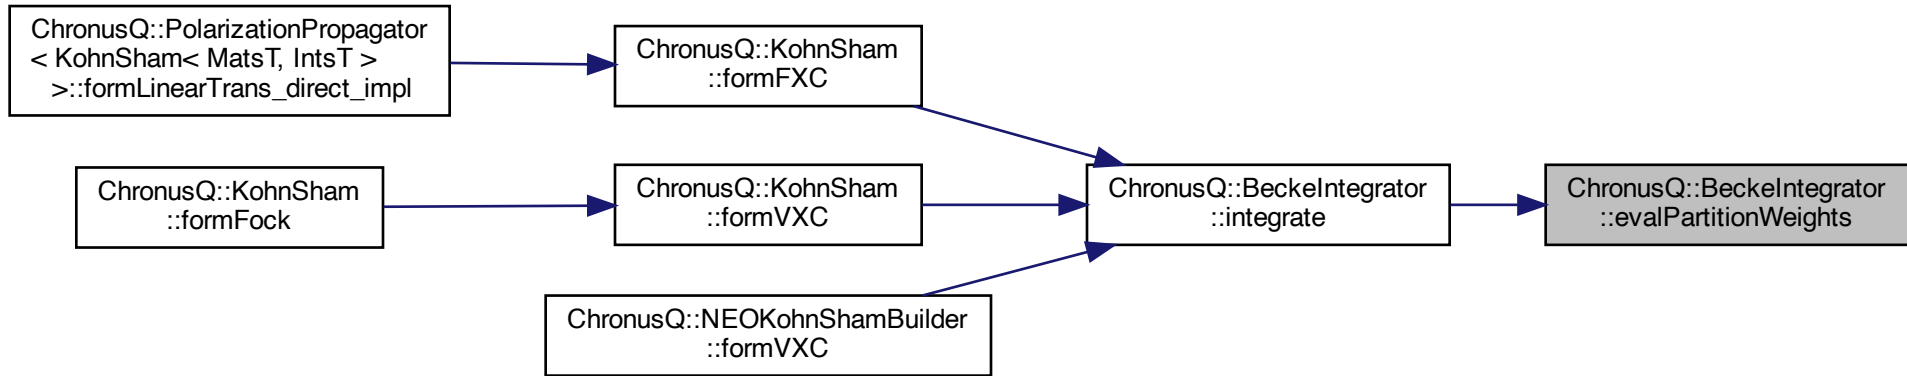 ChronusQ::PolarizationPropagator
< KohnSham< MatsT, IntsT >
>::formLinearTrans_direct_impl
ChronusQ::KohnSham
::formFXC
ChronusQ::KohnSham
::formFock
ChronusQ::KohnSham
::formVXC
ChronusQ::BeckeIntegrator
::integrate
ChronusQ::BeckeIntegrator
::evalPartitionWeights
ChronusQ::NEOKohnShamBuilder
::formVXC